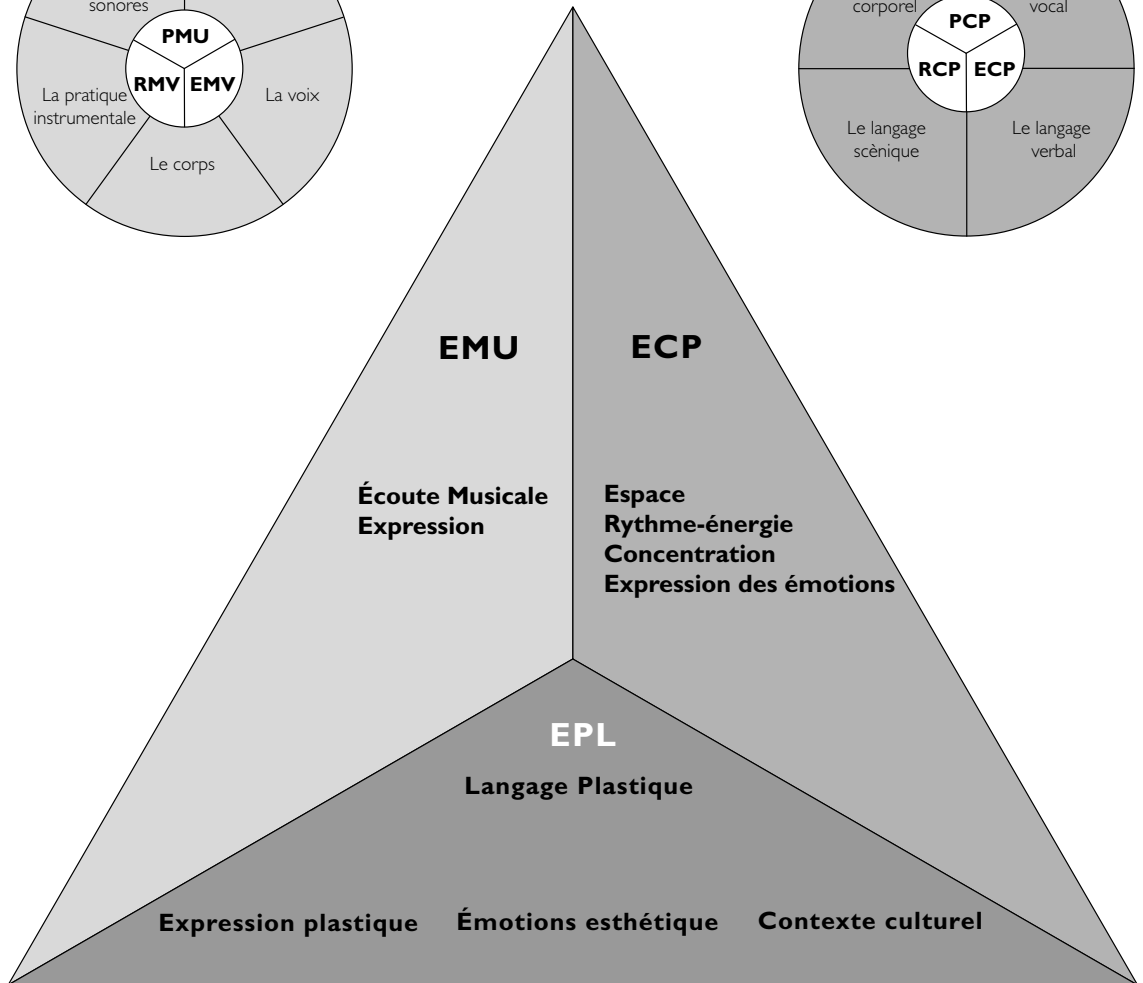 sonores
PMU
RMV
EMV
La pratique
instrumentale
La voix
Le corps
corporel
vocal
PCP
RCP
ECP
Le langage
scènique
Le langage
verbal
EMU
ECP
Écoute Musicale
Expression
Espace
Rythme-énergie
Concentration
Expression des émotions
EPL
Langage Plastique
Expression plastique
Émotions esthétique
Contexte culturel